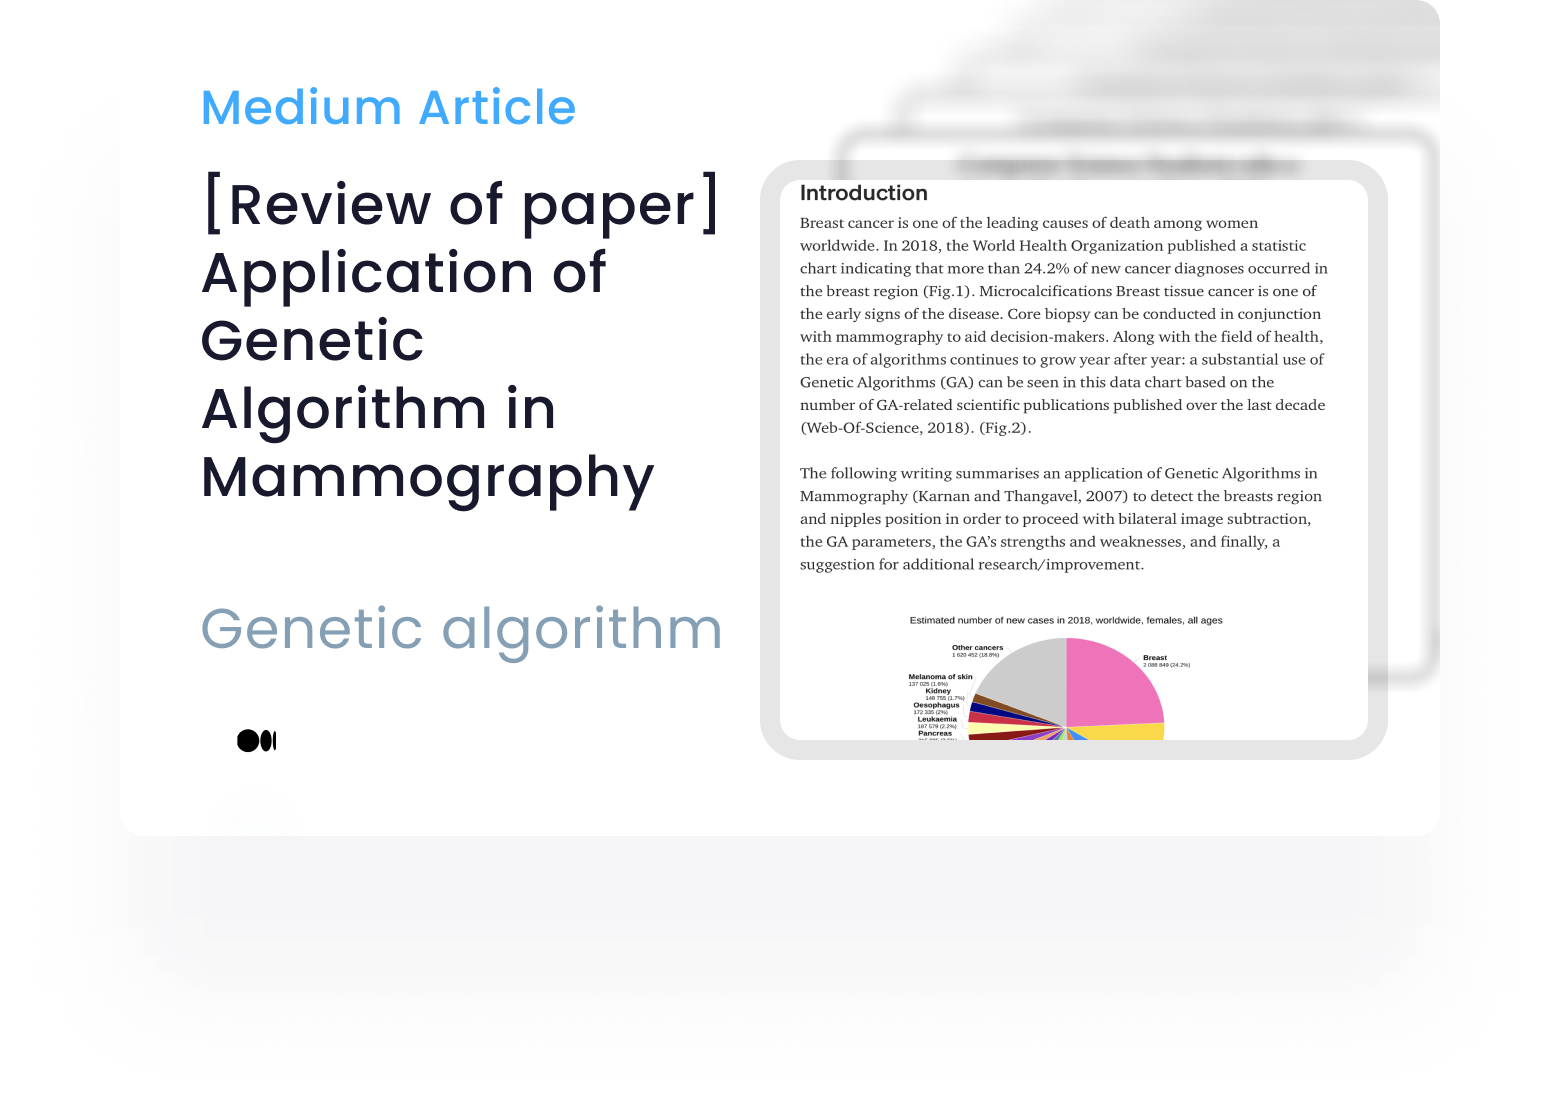 Medium Article
[Review of paper]
Application of
Genetic
Algorithm in
Mammography
Genetic algorithm
Introduction
Breast cancer is one of the leading causes of death among women
worldwide. In 2018, the World Health Organization published a statistic
chart indicating that more than 24.2% of new cancer diagnoses occurred in
the breast region (Fig.1). Microcalcifications Breast tissue cancer is one of
the early signs of the disease. Core biopsy can be conducted in conjunction
with mammography to aid decision-makers. Along with the field of health,
the era of algorithms continues to grow year after year: a substantial use of
Genetic Algorithms (GA) can be seen in this data chart based on the
number of GA-related scientific publications published over the last decade
(Web-Of-Science, 2018). (Fig.2).
The following writing summarises an application of Genetic Algorithms in
Mammography (Karnan and Thangavel, 2007) to detect the breasts region
and nipples position in order to proceed with bilateral image subtraction,
the GA parameters, the GA’s strengths and weaknesses, and finally, a
suggestion for additional research/improvement.
Estimated number of new cases in 2018, worldwide, females, all ages
Other cancers
1 620 452 (18.8%)
Breast
2 088 849 (24.2%)
Melanoma of skin
137 025 (1.6%)
Kidney
148 755 (1.7%)
Oesophagus
172 335 (2%)
Leukaemia
187 579 (2.2%)
Pancreas